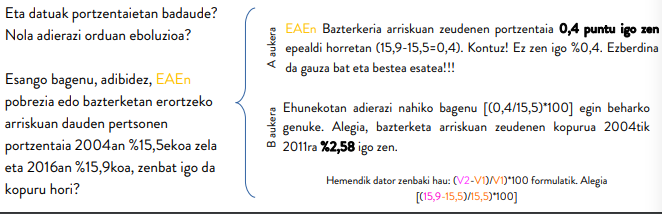 Eta datuak portzentaietan badaude?
Nola adierazi orduan eboluzioa?
Esango bagenu, adibidez, EAEn
pobrezia edo bazterketan erortzeko
arriskuan dauden pertsonen
portzentaia 2004an %15,5ekoa zela
eta 2016an %15,9koa, zenbat igo da
kopuru hori?
A aukera
EAEn Bazterkeria arriskuan zeudenen portzentaia 0,4 puntu igo zen
epealdi horretan (15,9-15,5=0,4). Kontuz! Ez zen igo %0,4. Ezberdina
da gauza bat eta bestea esatea!!!
B aukera
Ehunekotan adierazi nahiko bagenu [(0,4/15,5)*100] egin beharko
genuke. Alegia, bazterketa arriskuan zeudenen kopurua 2004tik
2011ra %2,58 igo zen.
Hemendik dator zenbaki hau: (V2-V1)/V1)*100 formulatik. Alegia
[(15,9-15,5)/15,5)*100]